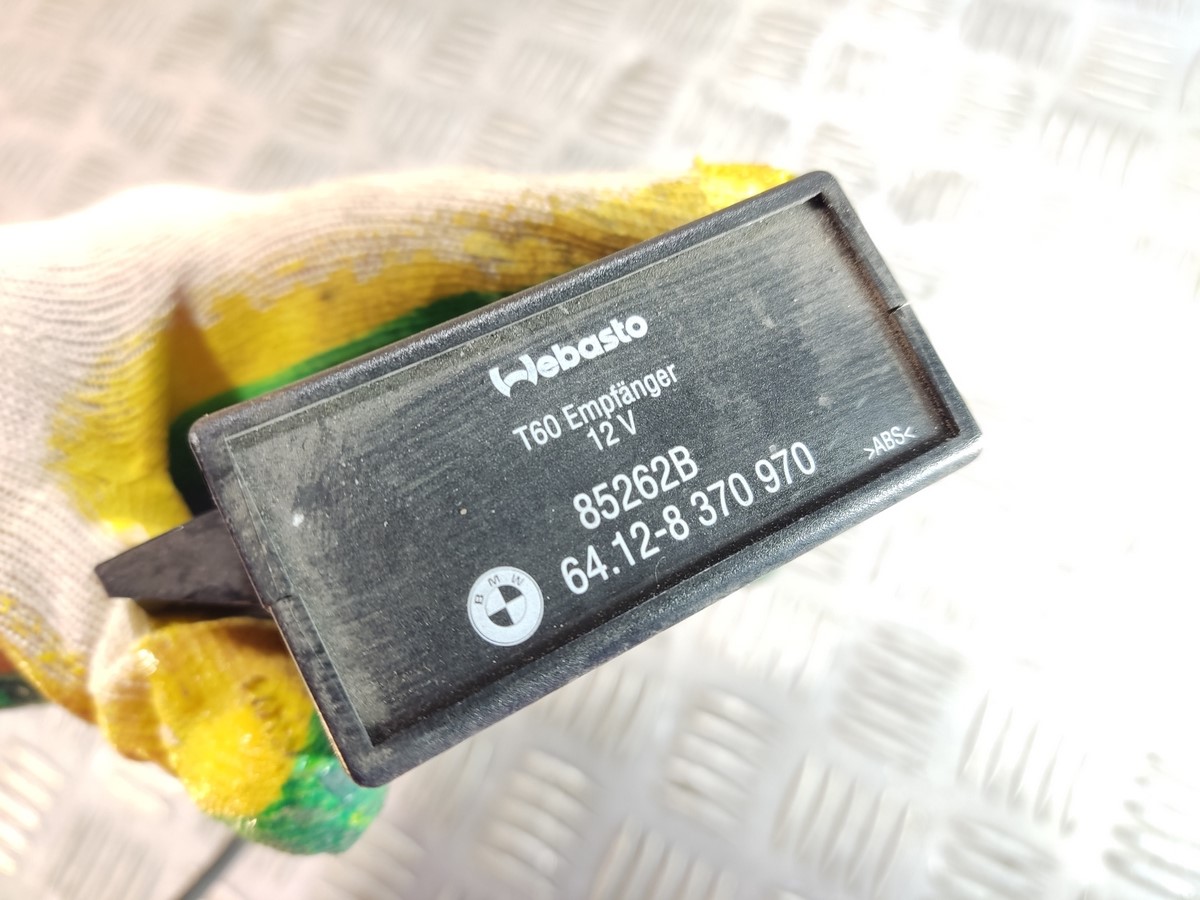 Webasto
T60 Empfänger
12 V
85262B
64.12-8 370 970
>ABS<
BMW